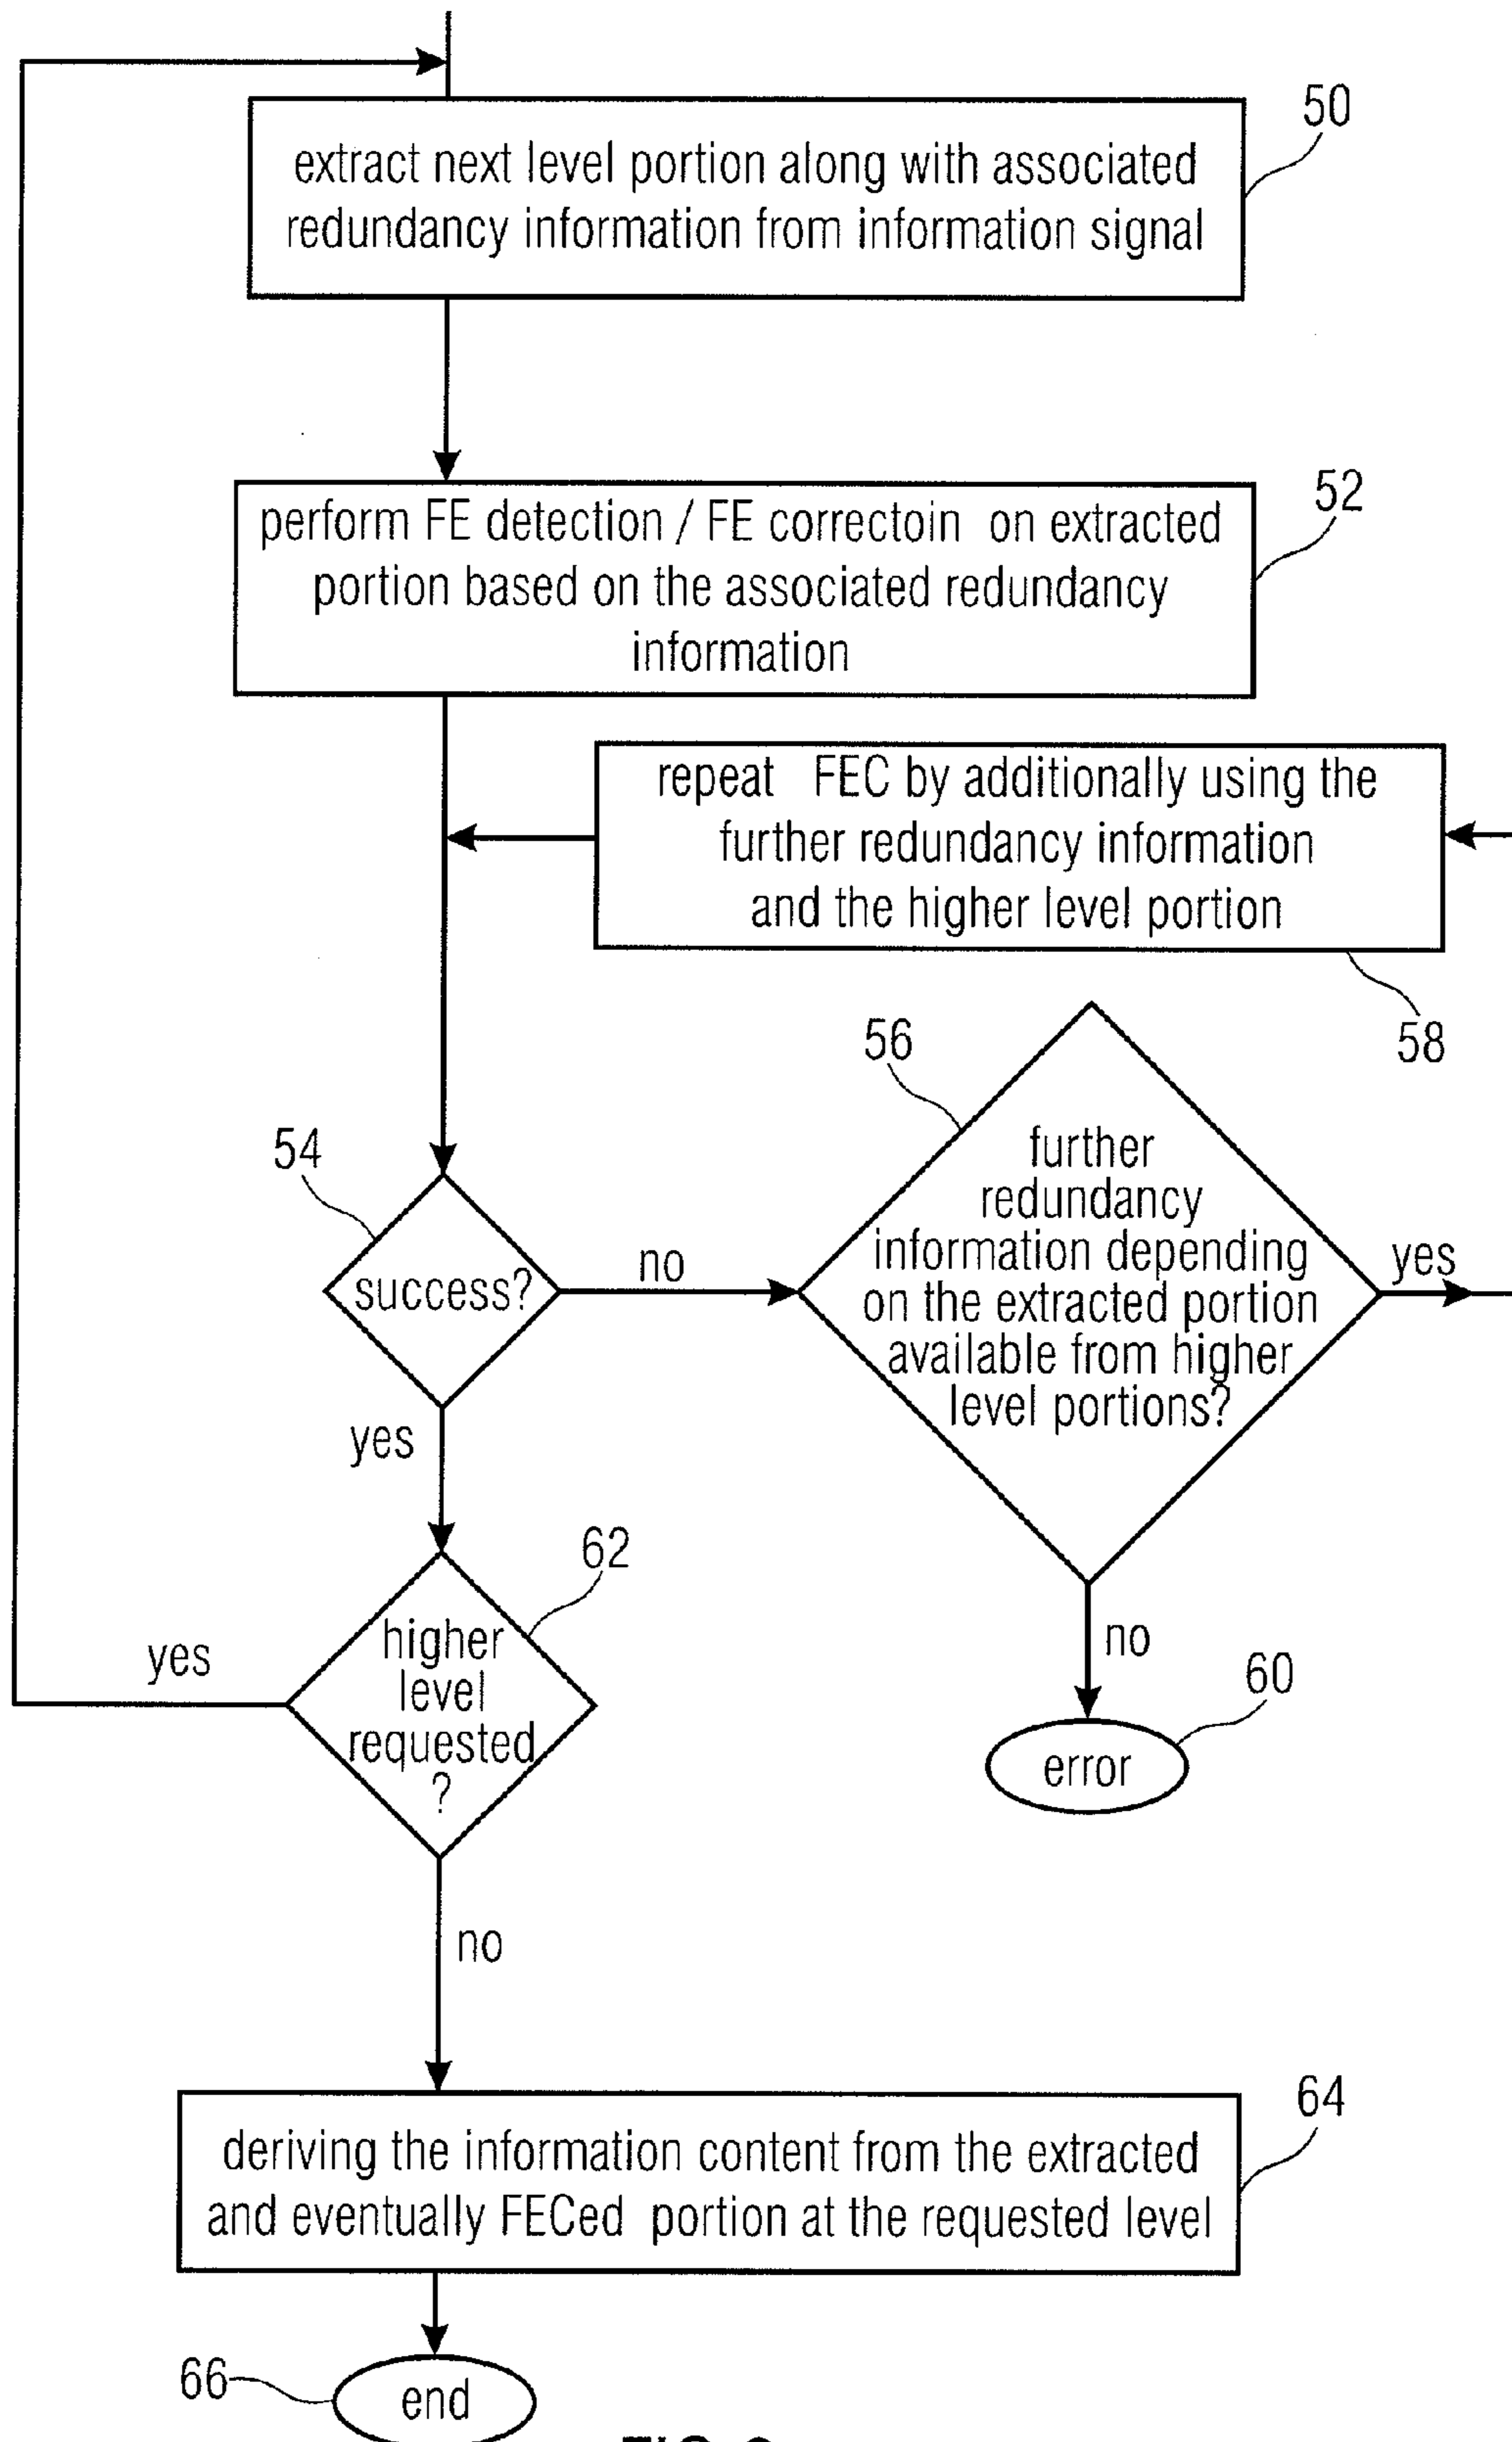 50
extract next level portion along with associated
redundancy information from information signal
52
perform FE detection / FE correctoin on extracted
portion based on the associated redundancy
information
repeat FEC by additionally using the
further redundancy information
and the higher level portion
58
56
further
redundancy
information depending
on the extracted portion
available from higher
level portions?
yes
54
success?
no
yes
62
higher
level
requested
?
yes
no
60
error
no
64
deriving the information content from the extracted
and eventually FECed portion at the requested level
66
end